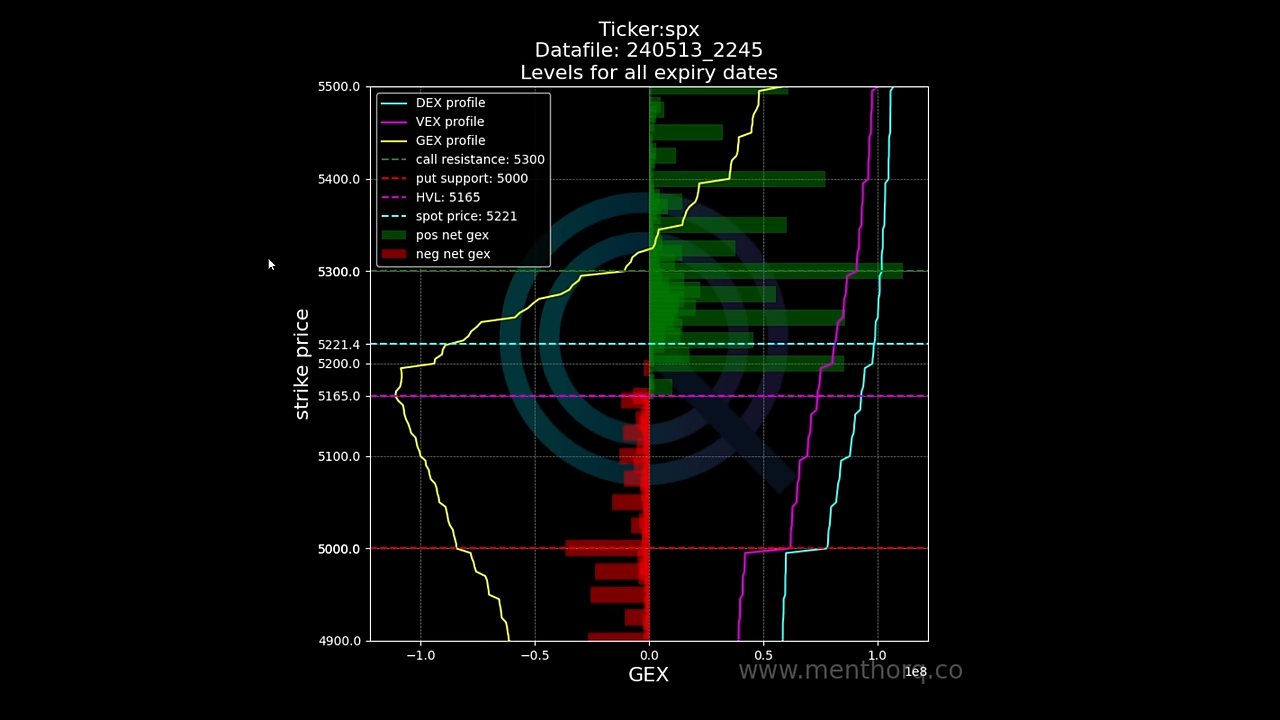 Ticker:spx
Datafile: 240513_2245
Levels for all expiry dates
5500.0
5400.0
5300.0
5221.4
5200.0
5165.0
5100.0
5000.0
4900.0
strike price
DEX profile
VEX profile
GEX profile
call resistance: 5300
put support: 5000
HVL: 5165
spot price: 5221
pos net gex
neg net gex
−1.0 −0.5 0.0 0.5 1.0
1e8
GEX
www.menthorq.co